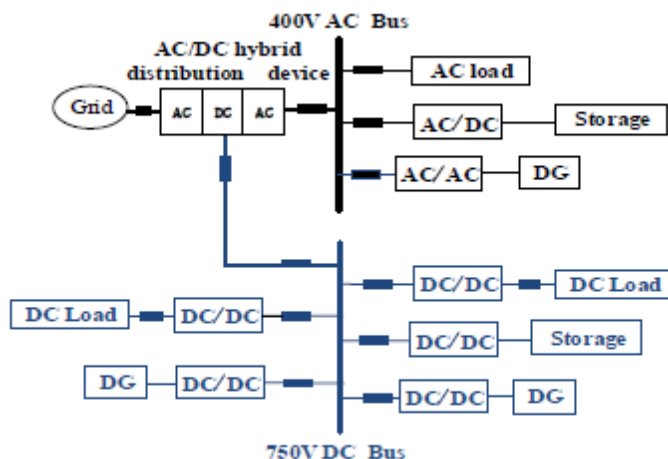 400V AC Bus
AC/DC hybrid
distribution device
Grid
AC DC AC
AC load
AC/DC Storage
AC/AC DG
DC/DC DC Load
DC Load DC/DC
DC/DC Storage
DG DC/DC
DC/DC DG
750V DC Bus